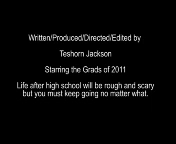 Written/Produced/Directed/Edited by
Teshorn Jackson
Starring the Grads of 2011
Life after high school will be rough and scary
but you must keep going no matter what.